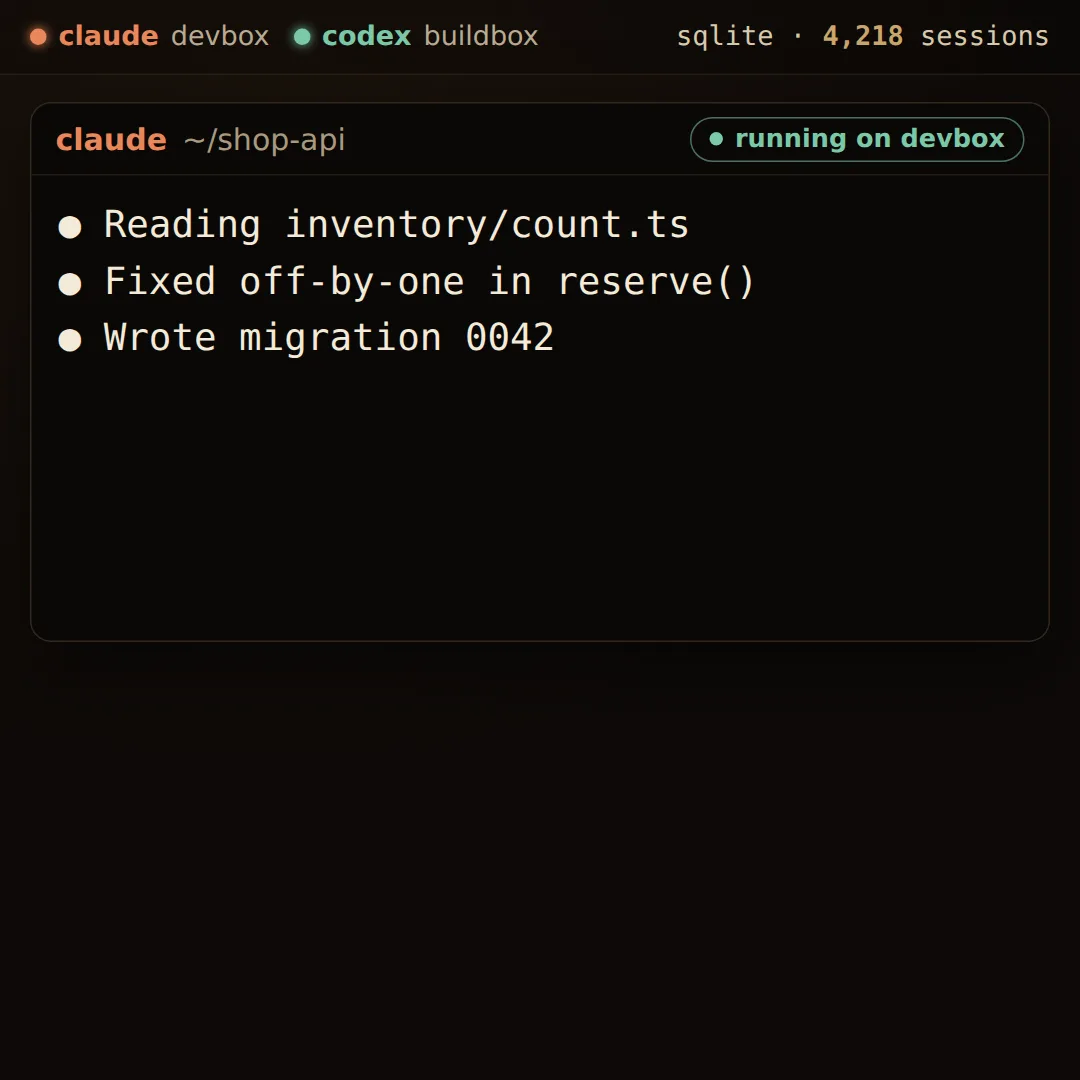 claude devbox codex buildbox sqlite · 4,218 sessions
claude ~/shop-api running on devbox
● Reading inventory/count.ts
● Fixed off-by-one in reserve()
● Wrote migration 0042